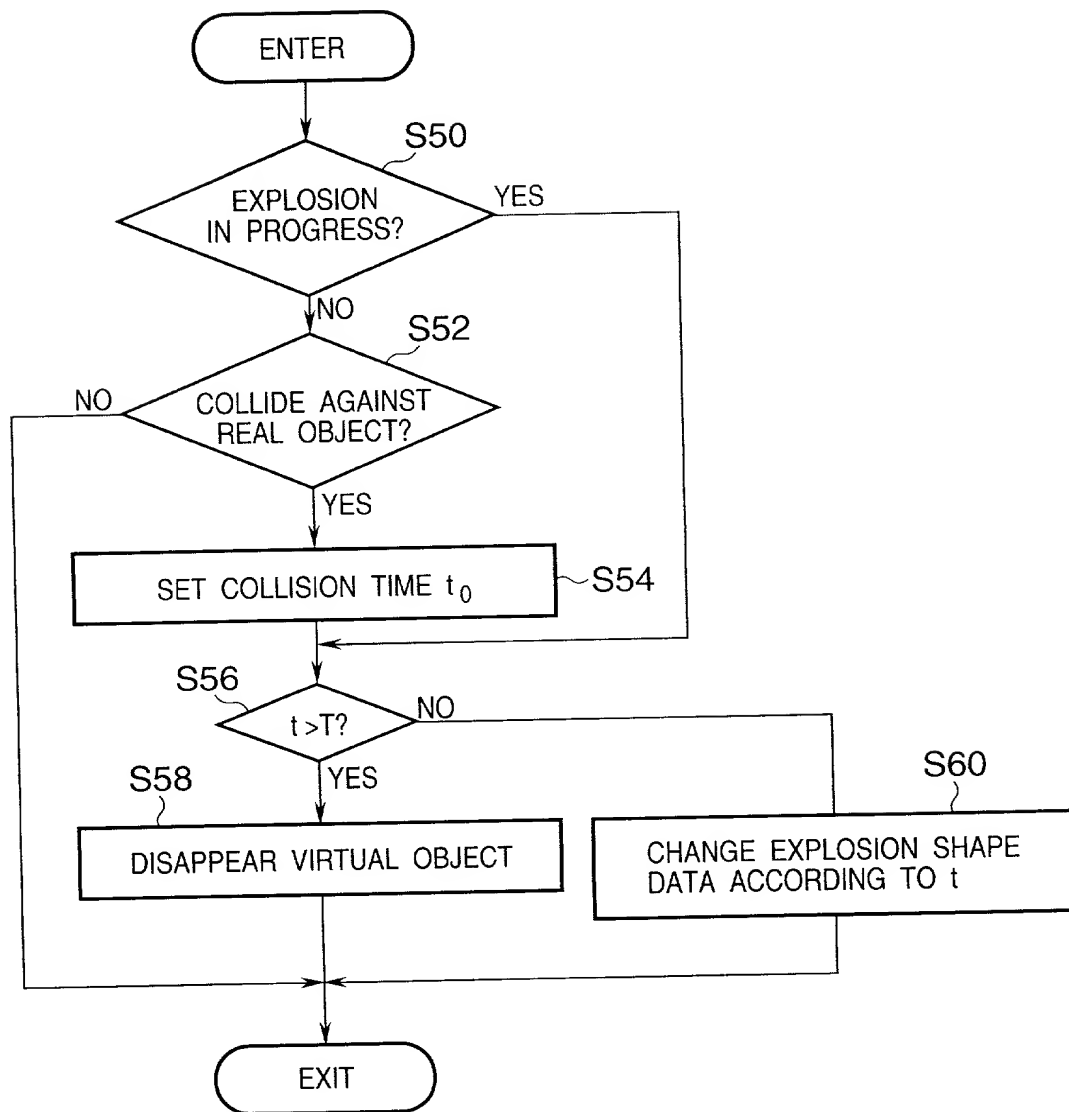 ENTER
S50
EXPLOSION
IN PROGRESS?
YES
NO
S52
NO
COLLIDE AGAINST
REAL OBJECT?
YES
SET COLLISION TIME t₀
S54
S56
t>T?
NO
YES
S58
DISAPPEAR VIRTUAL OBJECT
S60
CHANGE EXPLOSION SHAPE
DATA ACCORDING TO t
EXIT